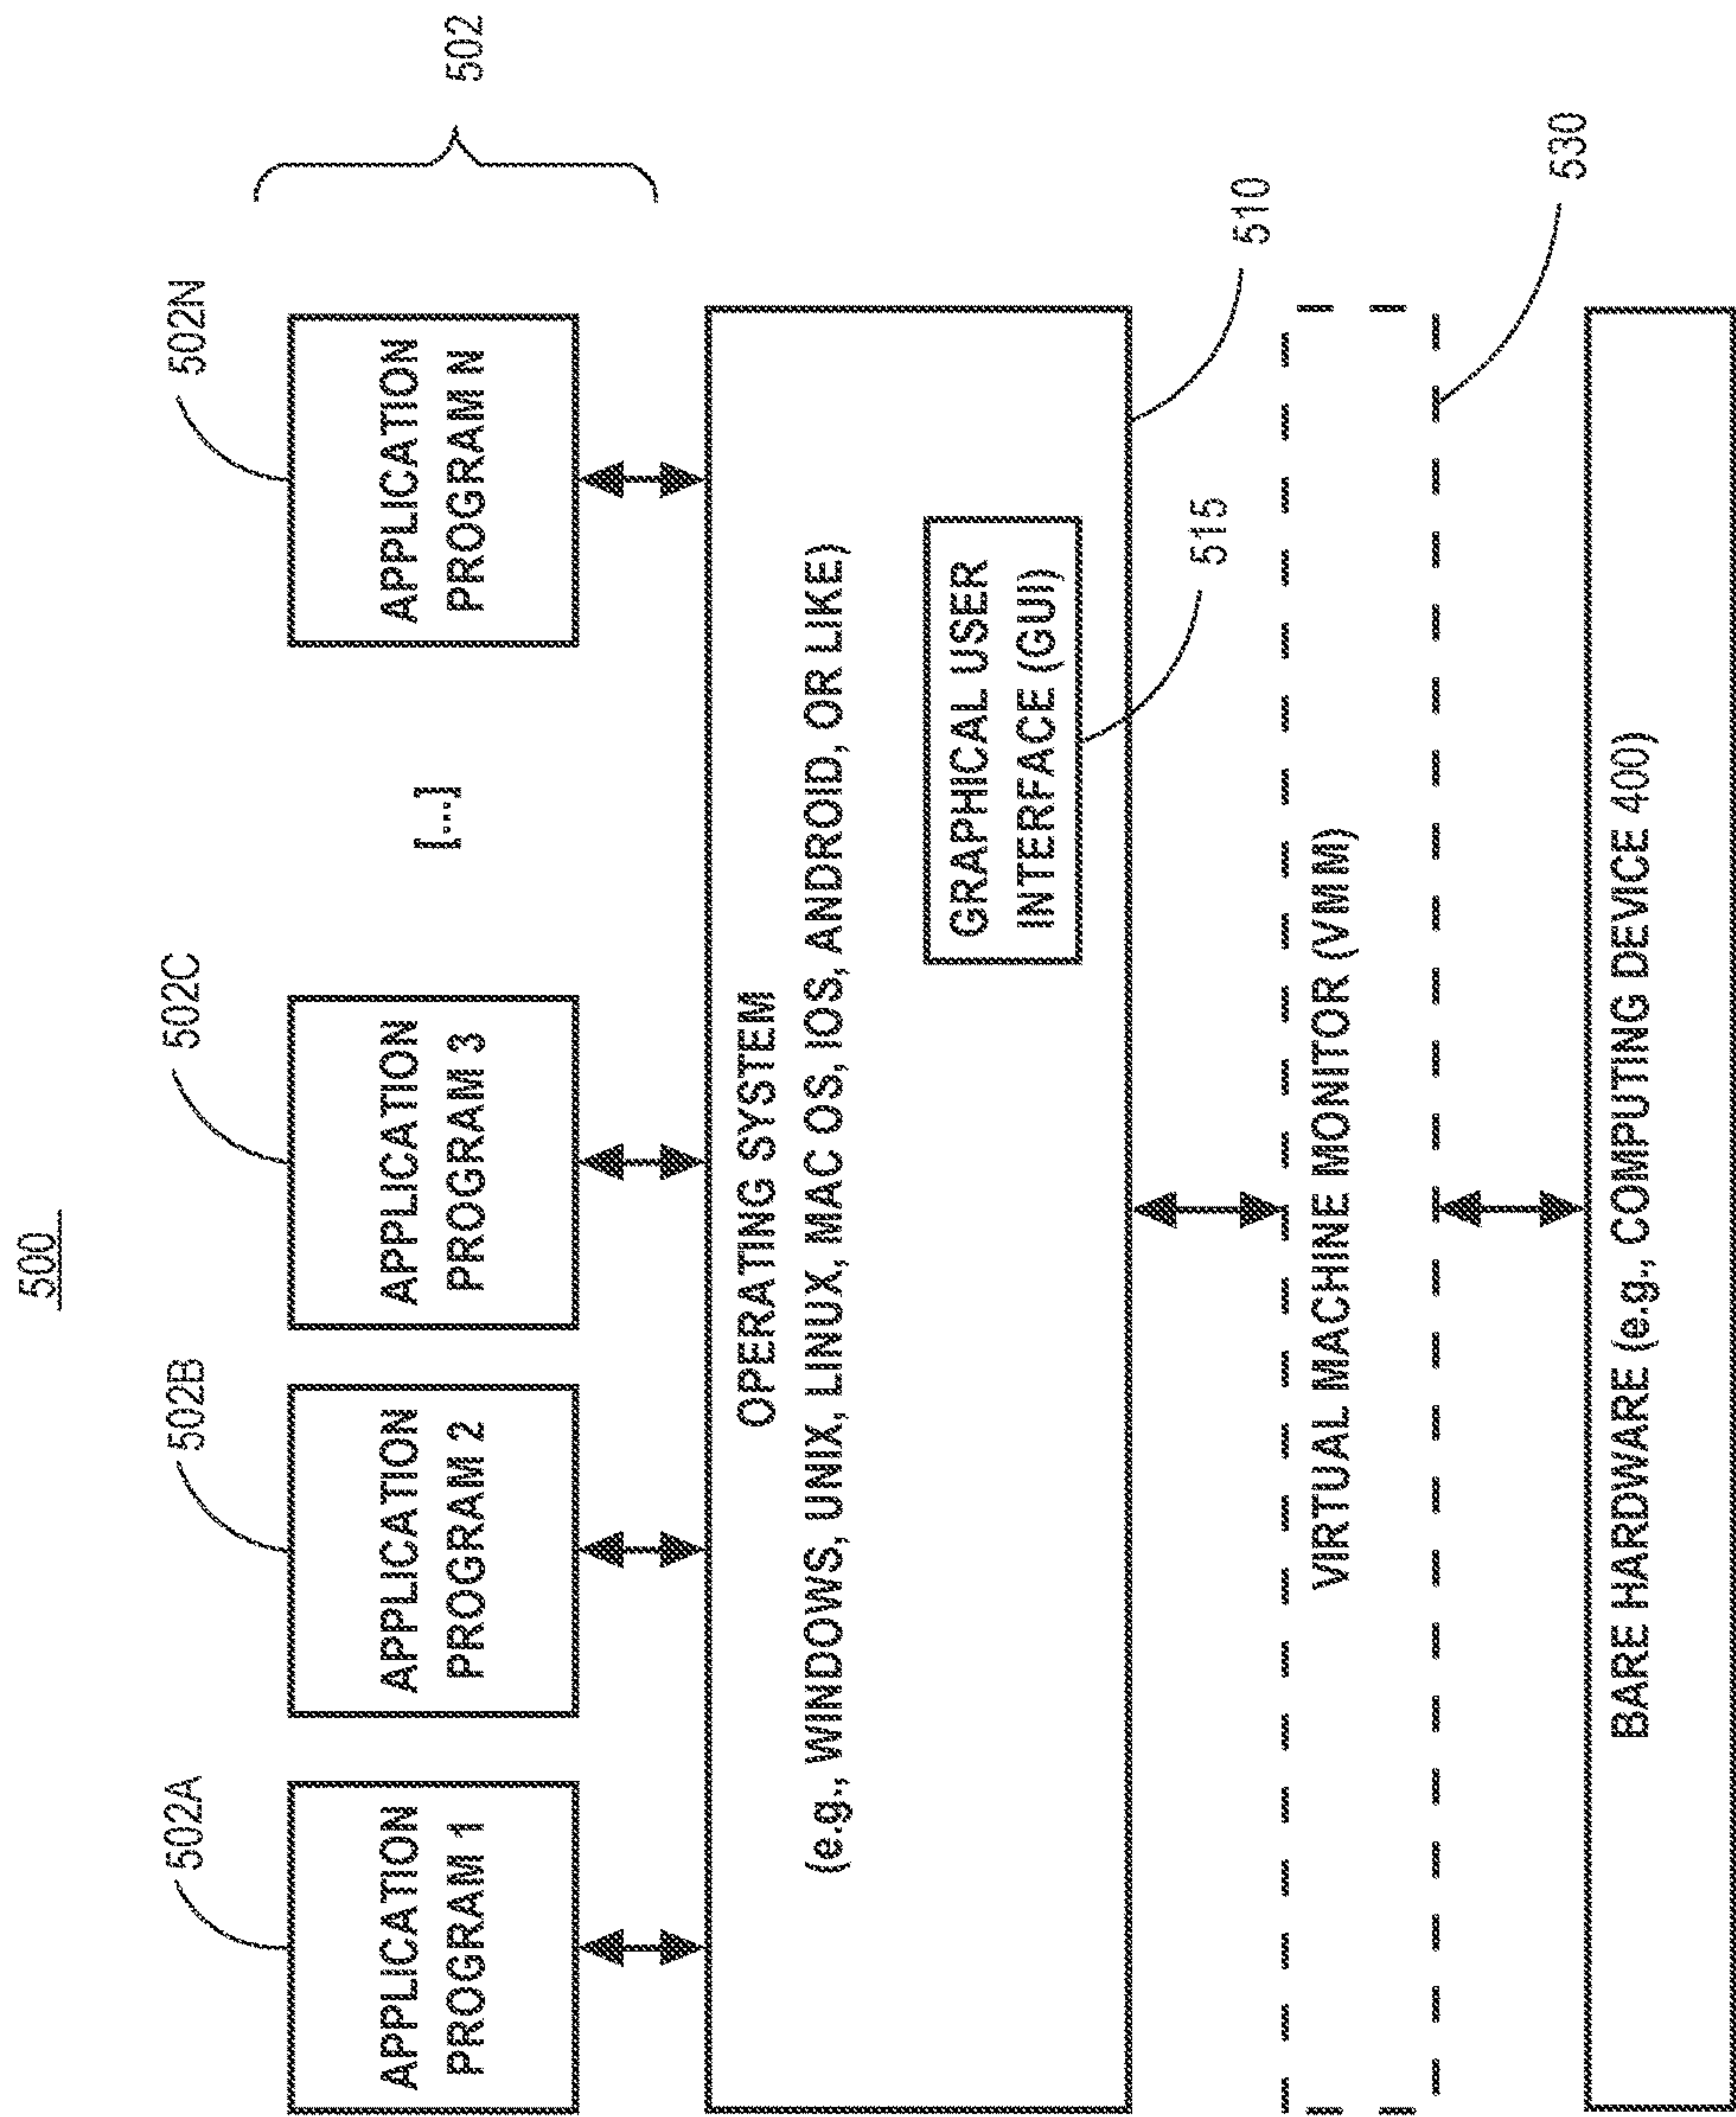 500
502A
502B
502C
502N
502
APPLICATION
PROGRAM 1
APPLICATION
PROGRAM 2
APPLICATION
PROGRAM 3
[...]
APPLICATION
PROGRAM N
OPERATING SYSTEM
(e.g., WINDOWS, UNIX, LINUX, MAC OS, IOS, ANDROID, OR LIKE)
GRAPHICAL USER
INTERFACE (GUI)
510
515
VIRTUAL MACHINE MONITOR (VMM)
530
BARE HARDWARE (e.g., COMPUTING DEVICE 400)